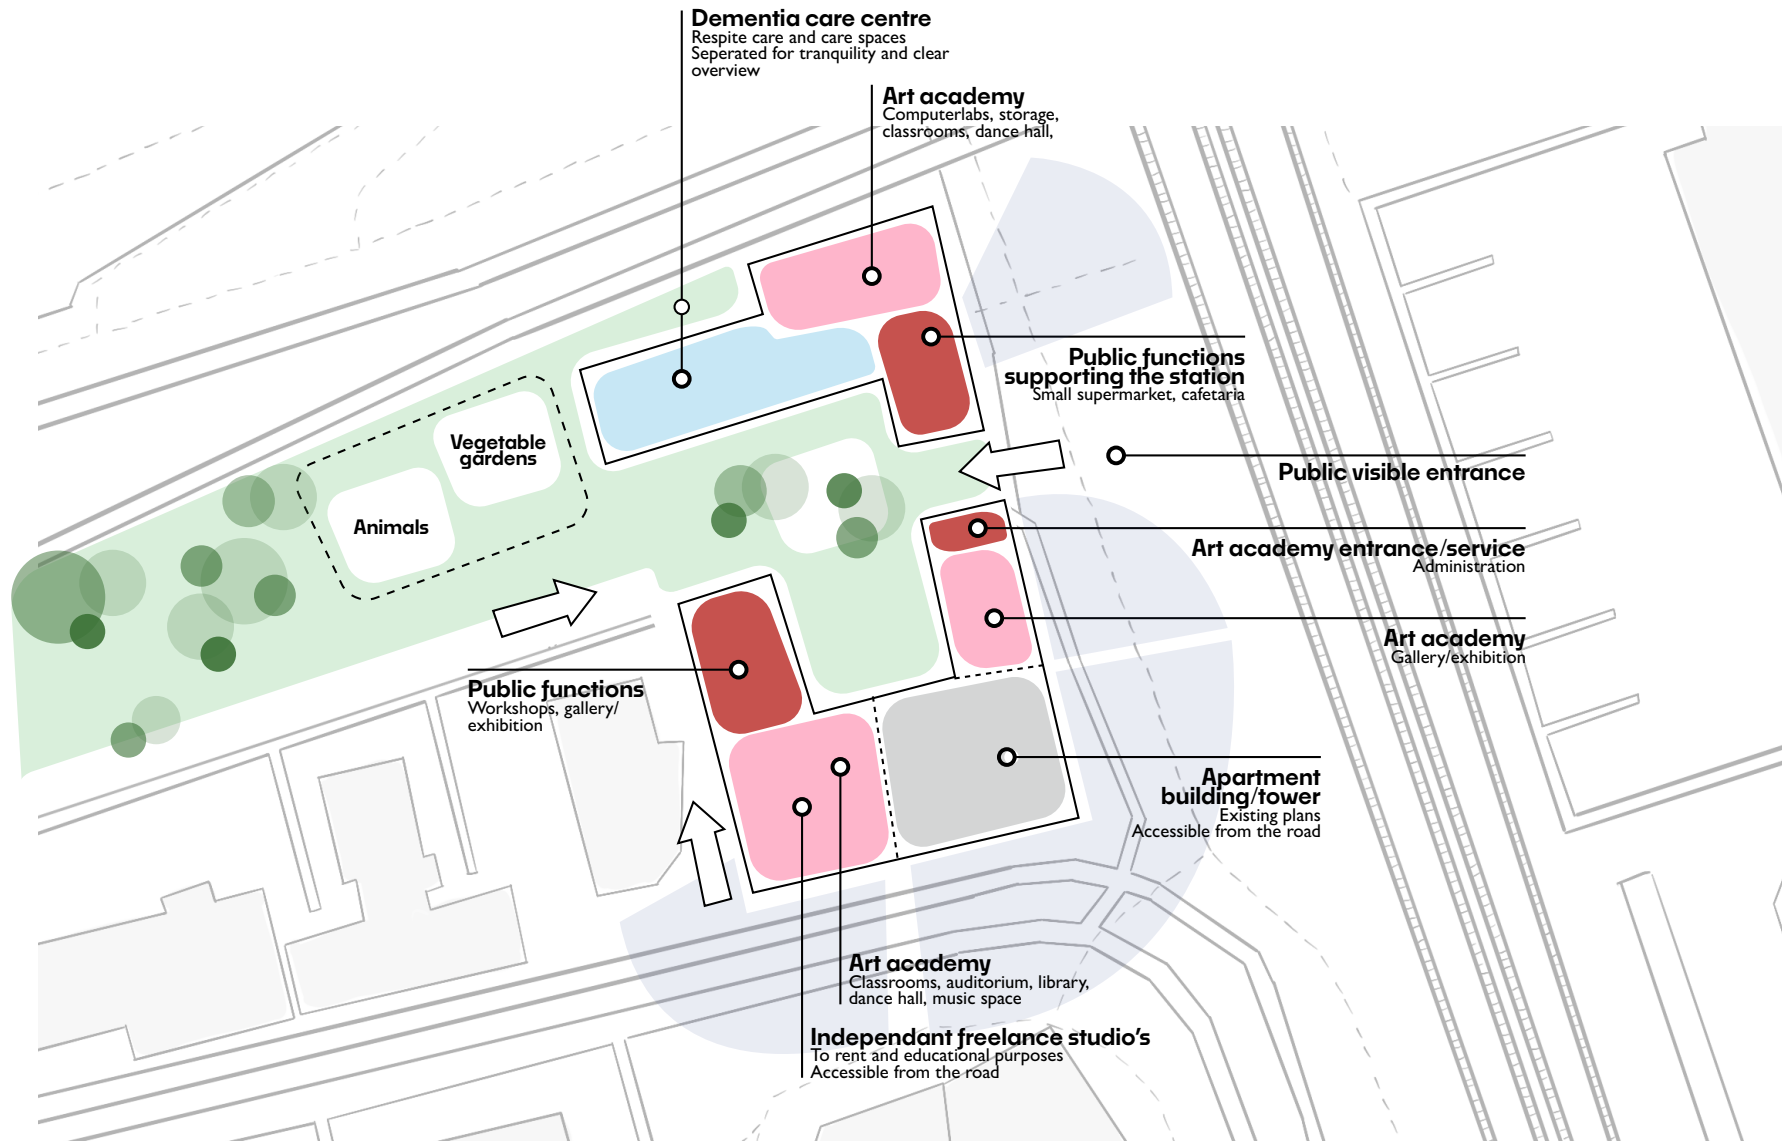 Dementia care centre
Respite care and care spaces
Seperated for tranquility and clear
overview
Art academy
Computerlabs, storage,
classrooms, dance hall,
Public functions
supporting the station
Small supermarket, cafetaria
Vegetable
gardens
Animals
Public visible entrance
Art academy entrance/service
Administration
Art academy
Gallery/exhibition
Public functions
Workshops, gallery/
exhibition
Apartment
building/tower
Existing plans
Accessible from the road
Art academy
Classrooms, auditorium, library,
dance hall, music space
Independant freelance studio's
To rent and educational purposes
Accessible from the road